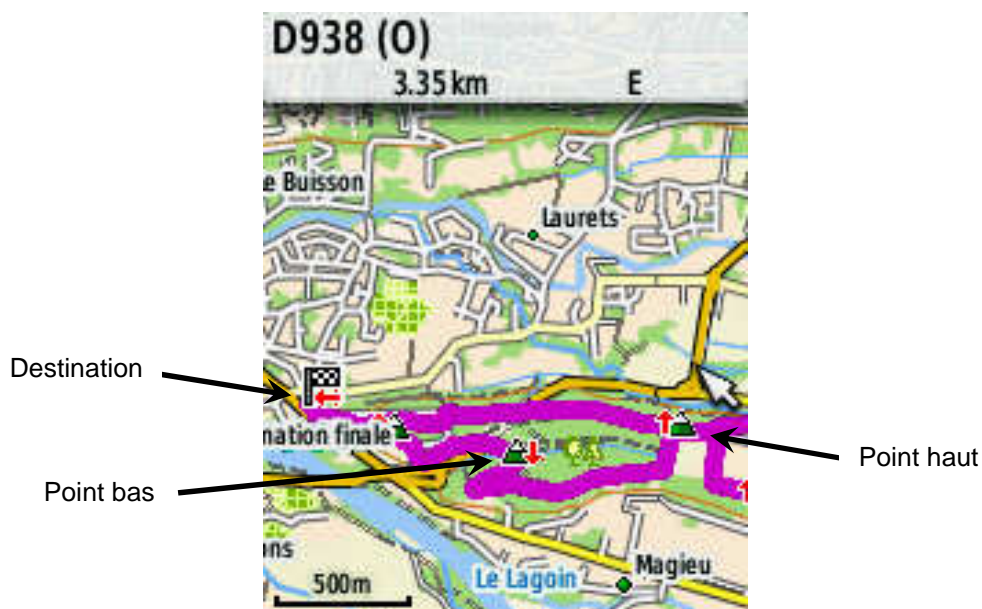 D938 (O)
3.35 km E
e Buisson
Laurets
Destination
nation finale
Point haut
Point bas
ons
Magieu
Le Lagoin
500m